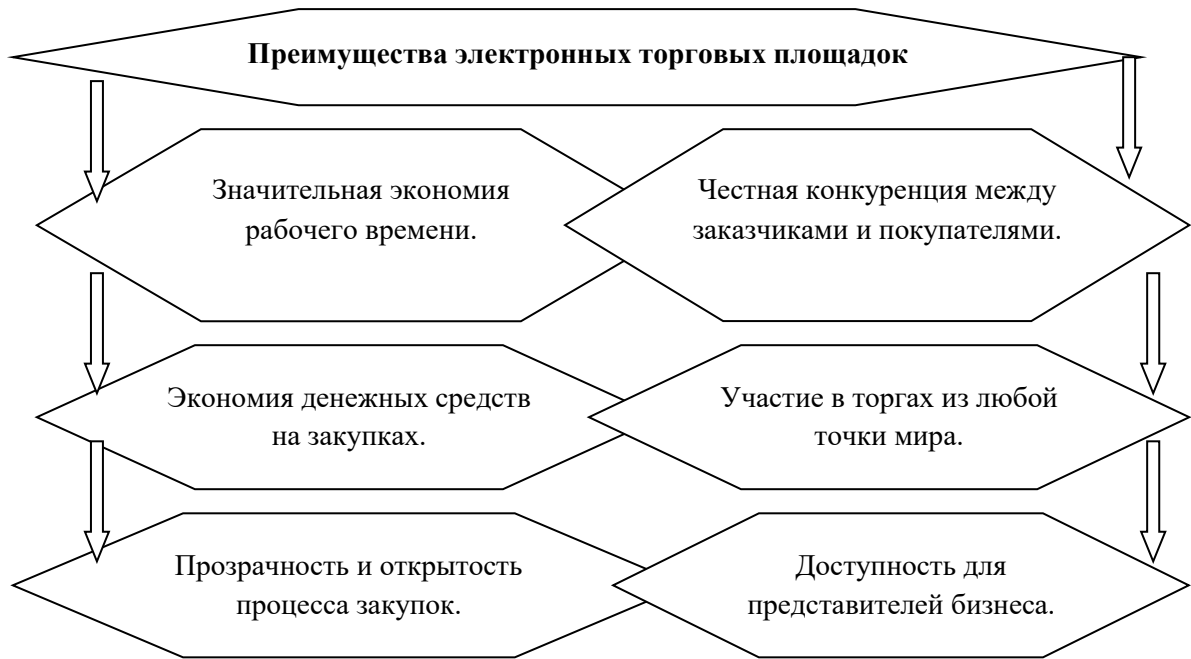 Преимущества электронных торговых площадок
Значительная экономия
рабочего времени.
Честная конкуренция между
заказчиками и покупателями.
Экономия денежных средств
на закупках.
Участие в торгах из любой
точки мира.
Прозрачность и открытость
процесса закупок.
Доступность для
представителей бизнеса.